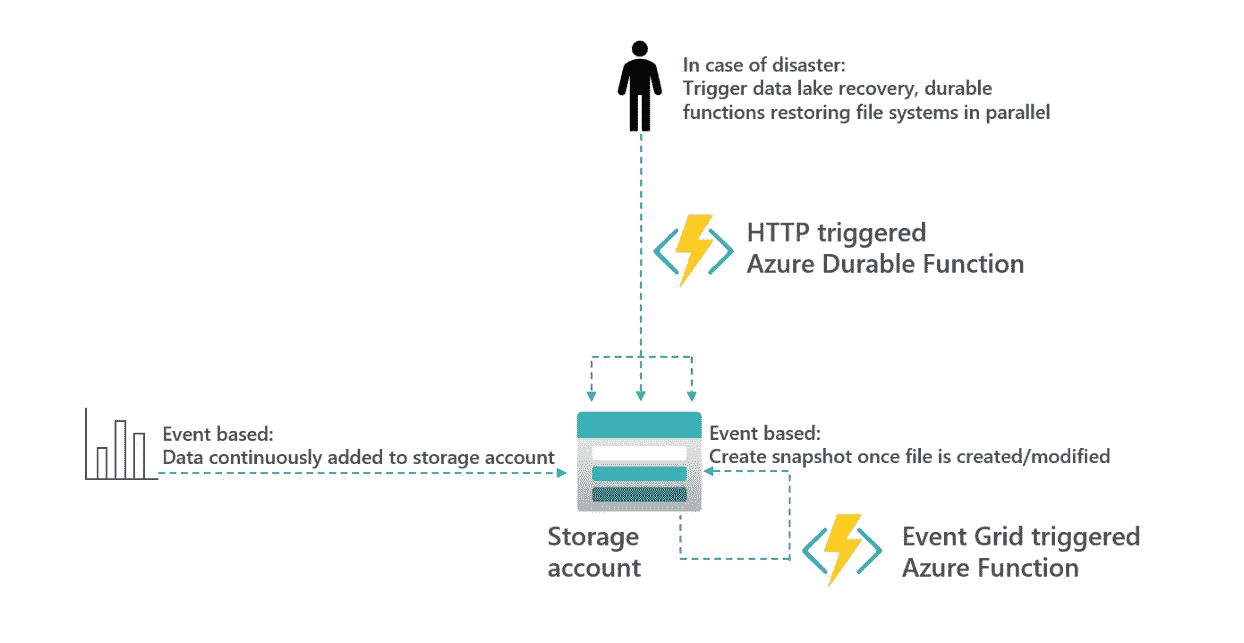 In case of disaster:
Trigger data lake recovery, durable
functions restoring file systems in parallel
HTTP triggered
Azure Durable Function
Event based:
Data continuously added to storage account
Event based:
Create snapshot once file is created/modified
Storage
account
Event Grid triggered
Azure Function